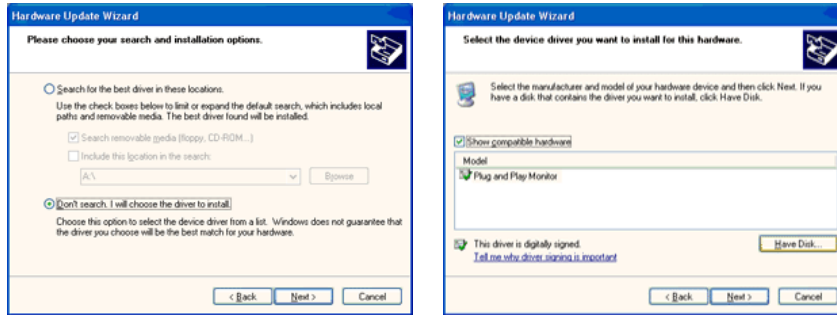 Hardware Update Wizard
Please choose your search and installation options.
Search for the best driver in these locations.
Use the check boxes below to limit or expand the default search, which includes local
paths and removable media. The best driver found will be installed.
Search removable media (floppy, CD-ROM...)
Include this location in the search:
A:\
Browse
Don't search. I will choose the driver to install.
Choose this option to select the device driver from a list. Windows does not guarantee that
the driver you choose will be the best match for your hardware.
< Back
Next >
Cancel
Hardware Update Wizard
Select the device driver you want to install for this hardware.
Select the manufacturer and model of your hardware device and then click Next. If you
have a disk that contains the driver you want to install, click Have Disk.
Show compatible hardware
Model
Plug and Play Monitor
This driver is digitally signed.
Tell me why driver signing is important
Have Disk...
< Back
Next >
Cancel